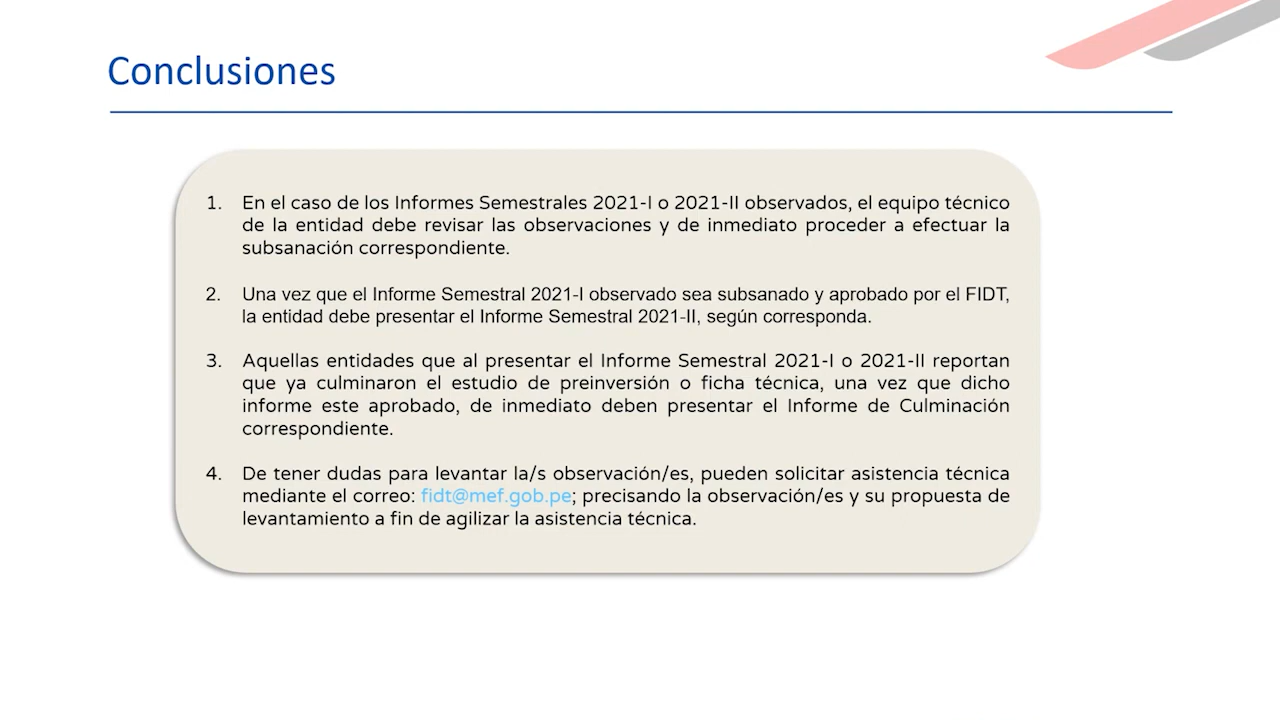 Conclusiones
1. En el caso de los Informes Semestrales 2021-I o 2021-II observados, el equipo técnico
de la entidad debe revisar las observaciones y de inmediato proceder a efectuar la
subsanación correspondiente.
2. Una vez que el Informe Semestral 2021-I observado sea subsanado y aprobado por el FIDT,
la entidad debe presentar el Informe Semestral 2021-II, según corresponda.
3. Aquellas entidades que al presentar el Informe Semestral 2021-I o 2021-II reportan
que ya culminaron el estudio de preinversión o ficha técnica, una vez que dicho
informe este aprobado, de inmediato deben presentar el Informe de Culminación
correspondiente.
4. De tener dudas para levantar la/s observación/es, pueden solicitar asistencia técnica
mediante el correo: fidt@mef.gob.pe; precisando la observación/es y su propuesta de
levantamiento a fin de agilizar la asistencia técnica.